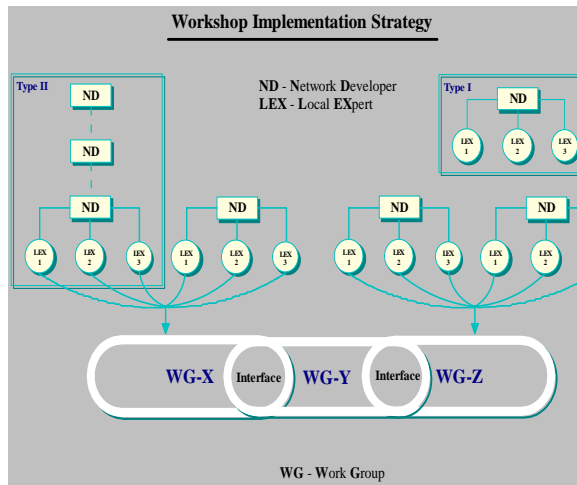 Workshop Implementation Strategy
Type II
ND
ND - Network Developer
LEX - Local EXpert
Type I
ND
LEX 1
LEX 2
LEX 3
ND
ND
ND
ND
ND
LEX 1
LEX 2
LEX 3
LEX 1
LEX 2
LEX 3
LEX 1
LEX 2
LEX 3
LEX 1
LEX 2
WG-X
Interface
WG-Y
Interface
WG-Z
WG - Work Group